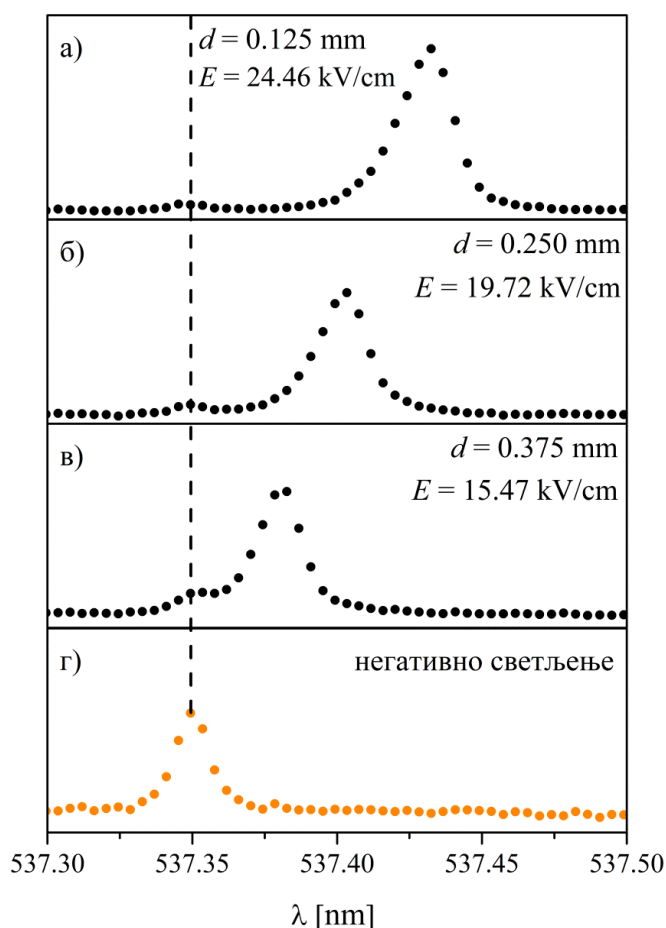 а)
d = 0.125 mm
E = 24.46 kV/cm
б)
d = 0.250 mm
E = 19.72 kV/cm
в)
d = 0.375 mm
E = 15.47 kV/cm
г)
негативно светљење
537.30 537.35 537.40 537.45 537.50
λ [nm]